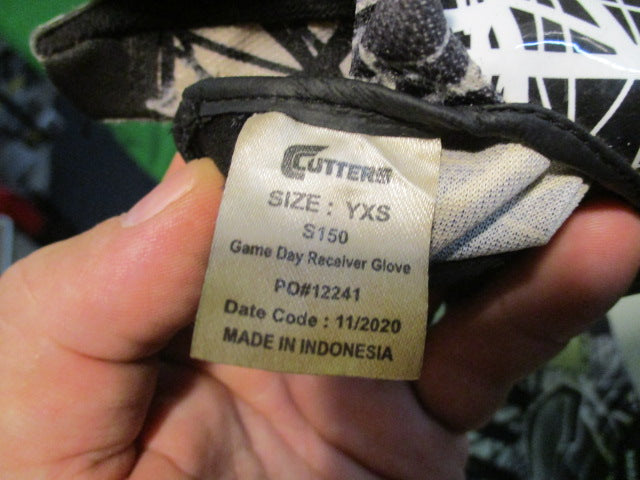 CUTTERS
SIZE : YXS
S150
Game Day Receiver Glove
PO#12241
Date Code : 11/2020
MADE IN INDONESIA